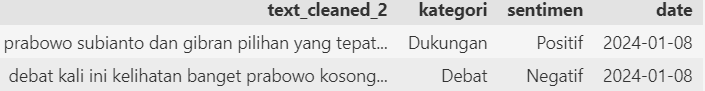 text_cleaned_2 kategori sentimen date
prabowo subianto dan gibran pilihan yang tepat... Dukungan Positif 2024-01-08
debat kali ini kelihatan banget prabowo kosong... Debat Negatif 2024-01-08